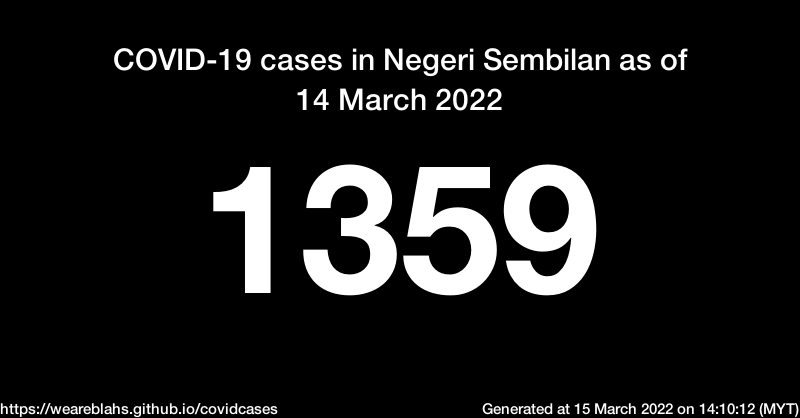 COVID-19 cases in Negeri Sembilan as of
14 March 2022
1359
https://weareblahs.github.io/covidcases
Generated at 15 March 2022 on 14:10:12 (MYT)